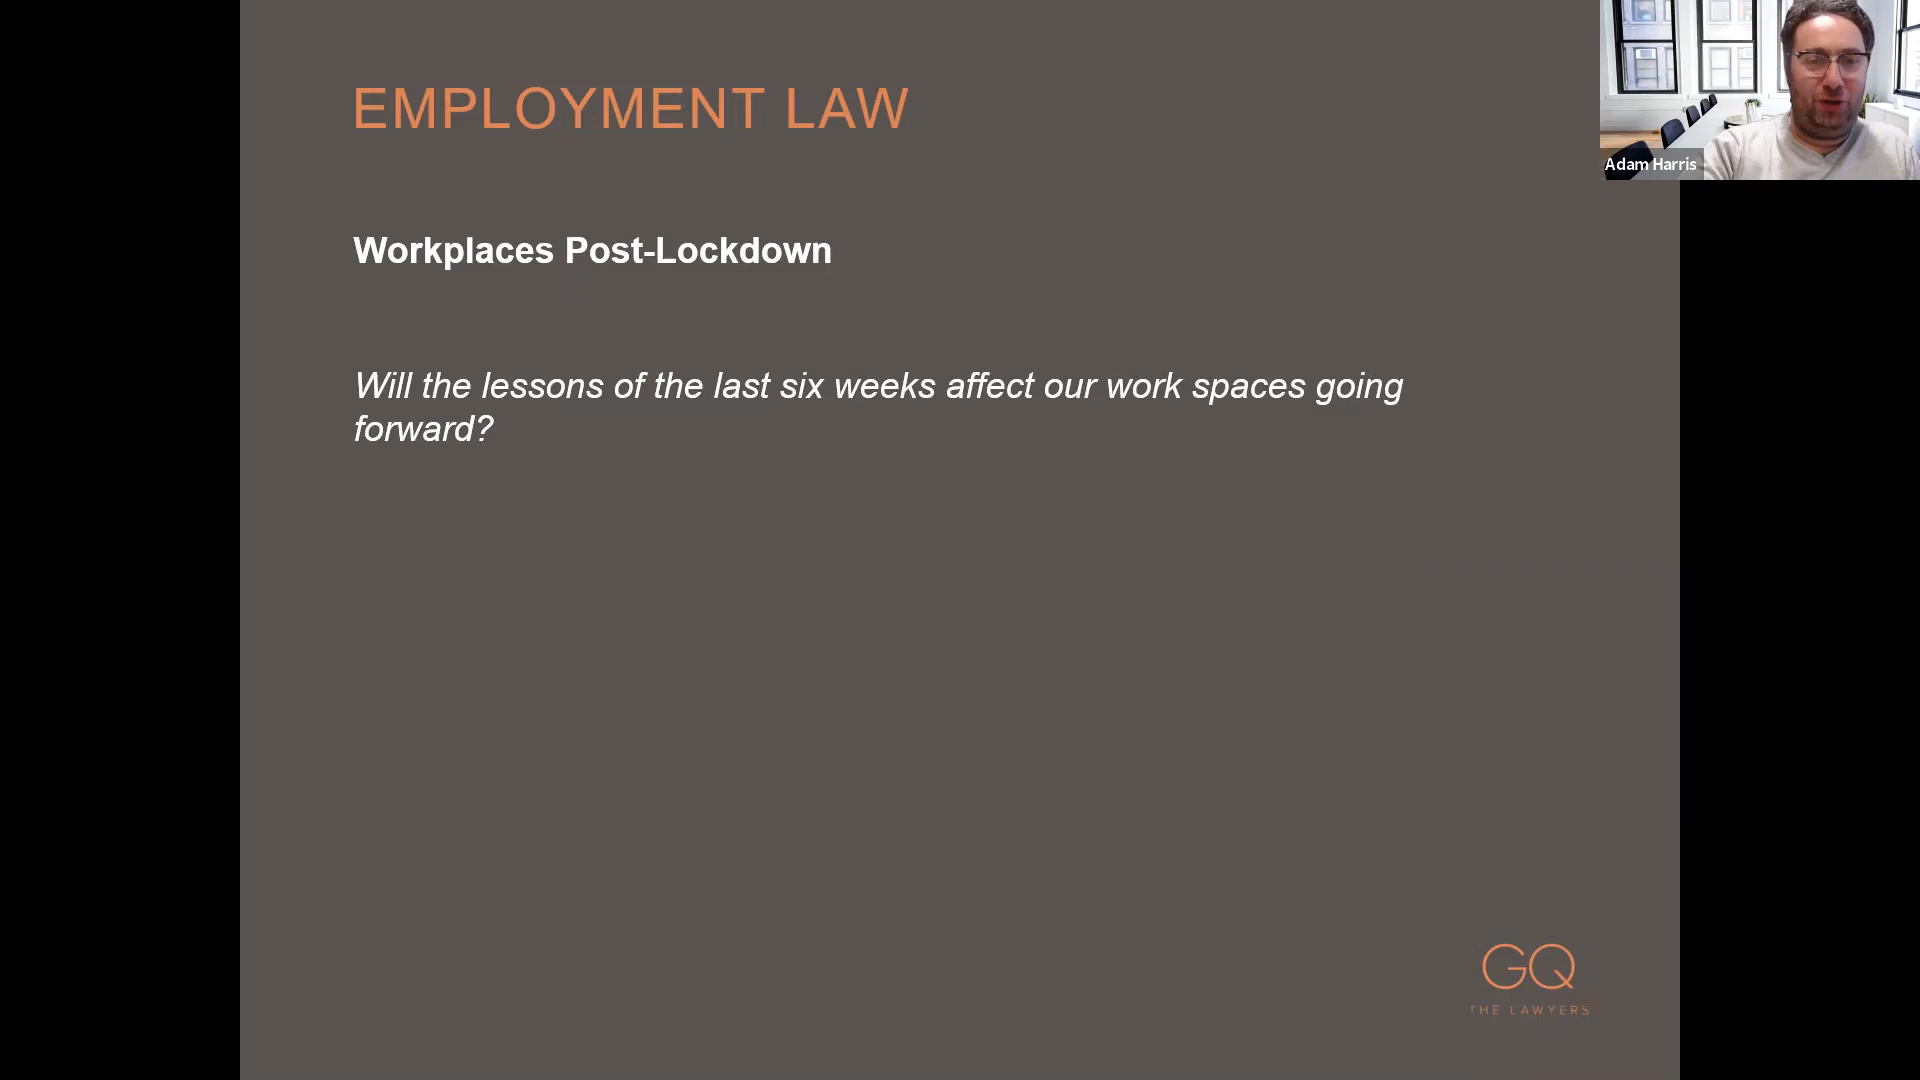 EMPLOYMENT LAW
Adam Harris
Workplaces Post-Lockdown
Will the lessons of the last six weeks affect our work spaces going
forward?
GQ
THE LAWYERS